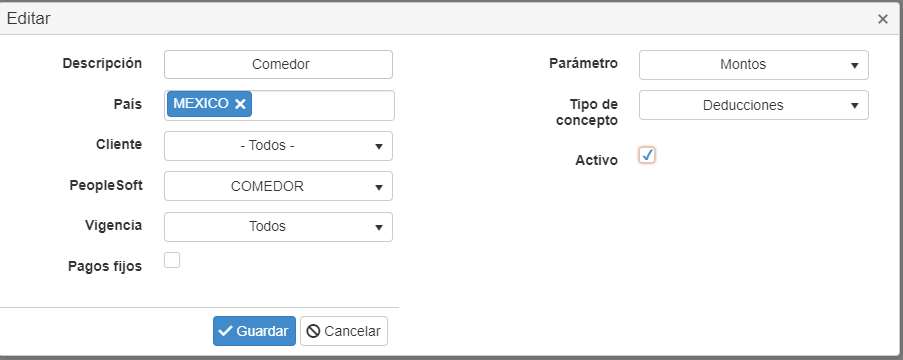 Editar ×
Descripción Comedor
País MEXICO ×
Cliente - Todos -
PeopleSoft COMEDOR
Vigencia Todos
Pagos fijos
Parámetro Montos
Tipo de
concepto Deducciones
Activo
Guardar Cancelar